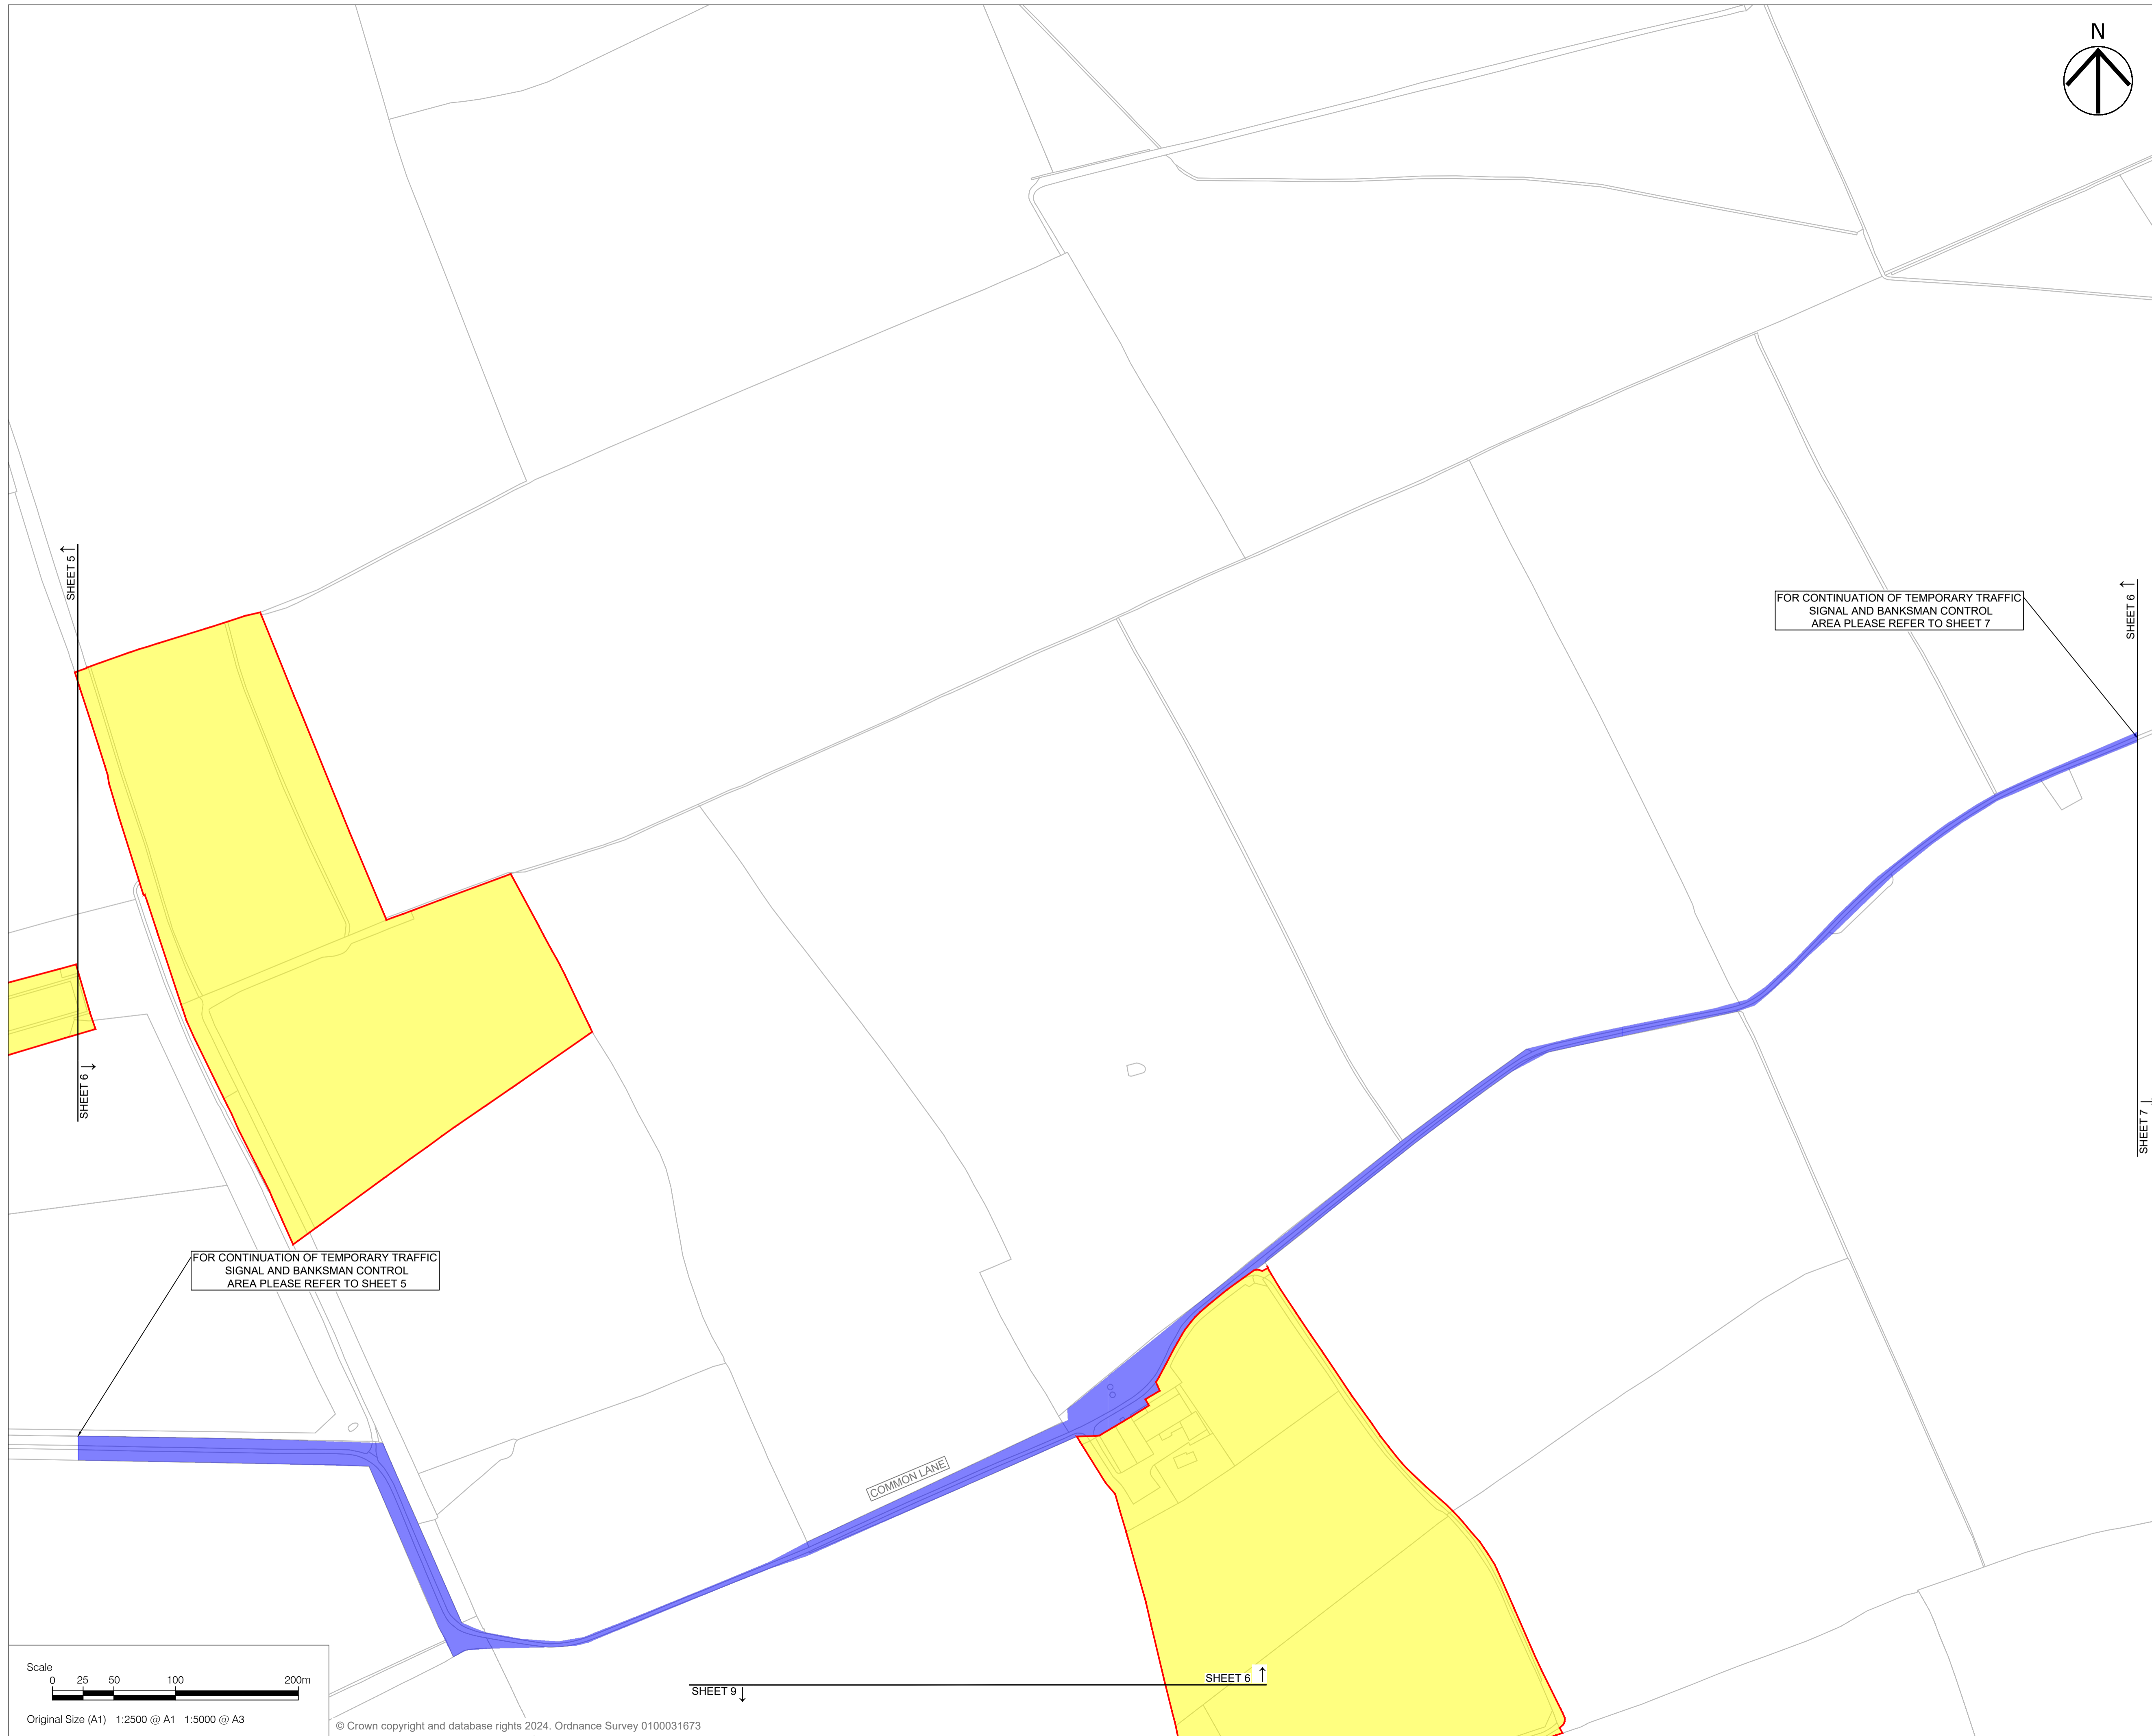 N
SHEET 5
SHEET 6
FOR CONTINUATION OF TEMPORARY TRAFFIC
SIGNAL AND BANKSMAN CONTROL
AREA PLEASE REFER TO SHEET 7
SHEET 6
SHEET 7
FOR CONTINUATION OF TEMPORARY TRAFFIC
SIGNAL AND BANKSMAN CONTROL
AREA PLEASE REFER TO SHEET 5
COMMON LANE
SHEET 6
SHEET 9
Scale
0 25 50 100 200m
Original Size (A1) 1:2500 @ A1 1:5000 @ A3
© Crown copyright and database rights 2024. Ordnance Survey 0100031673